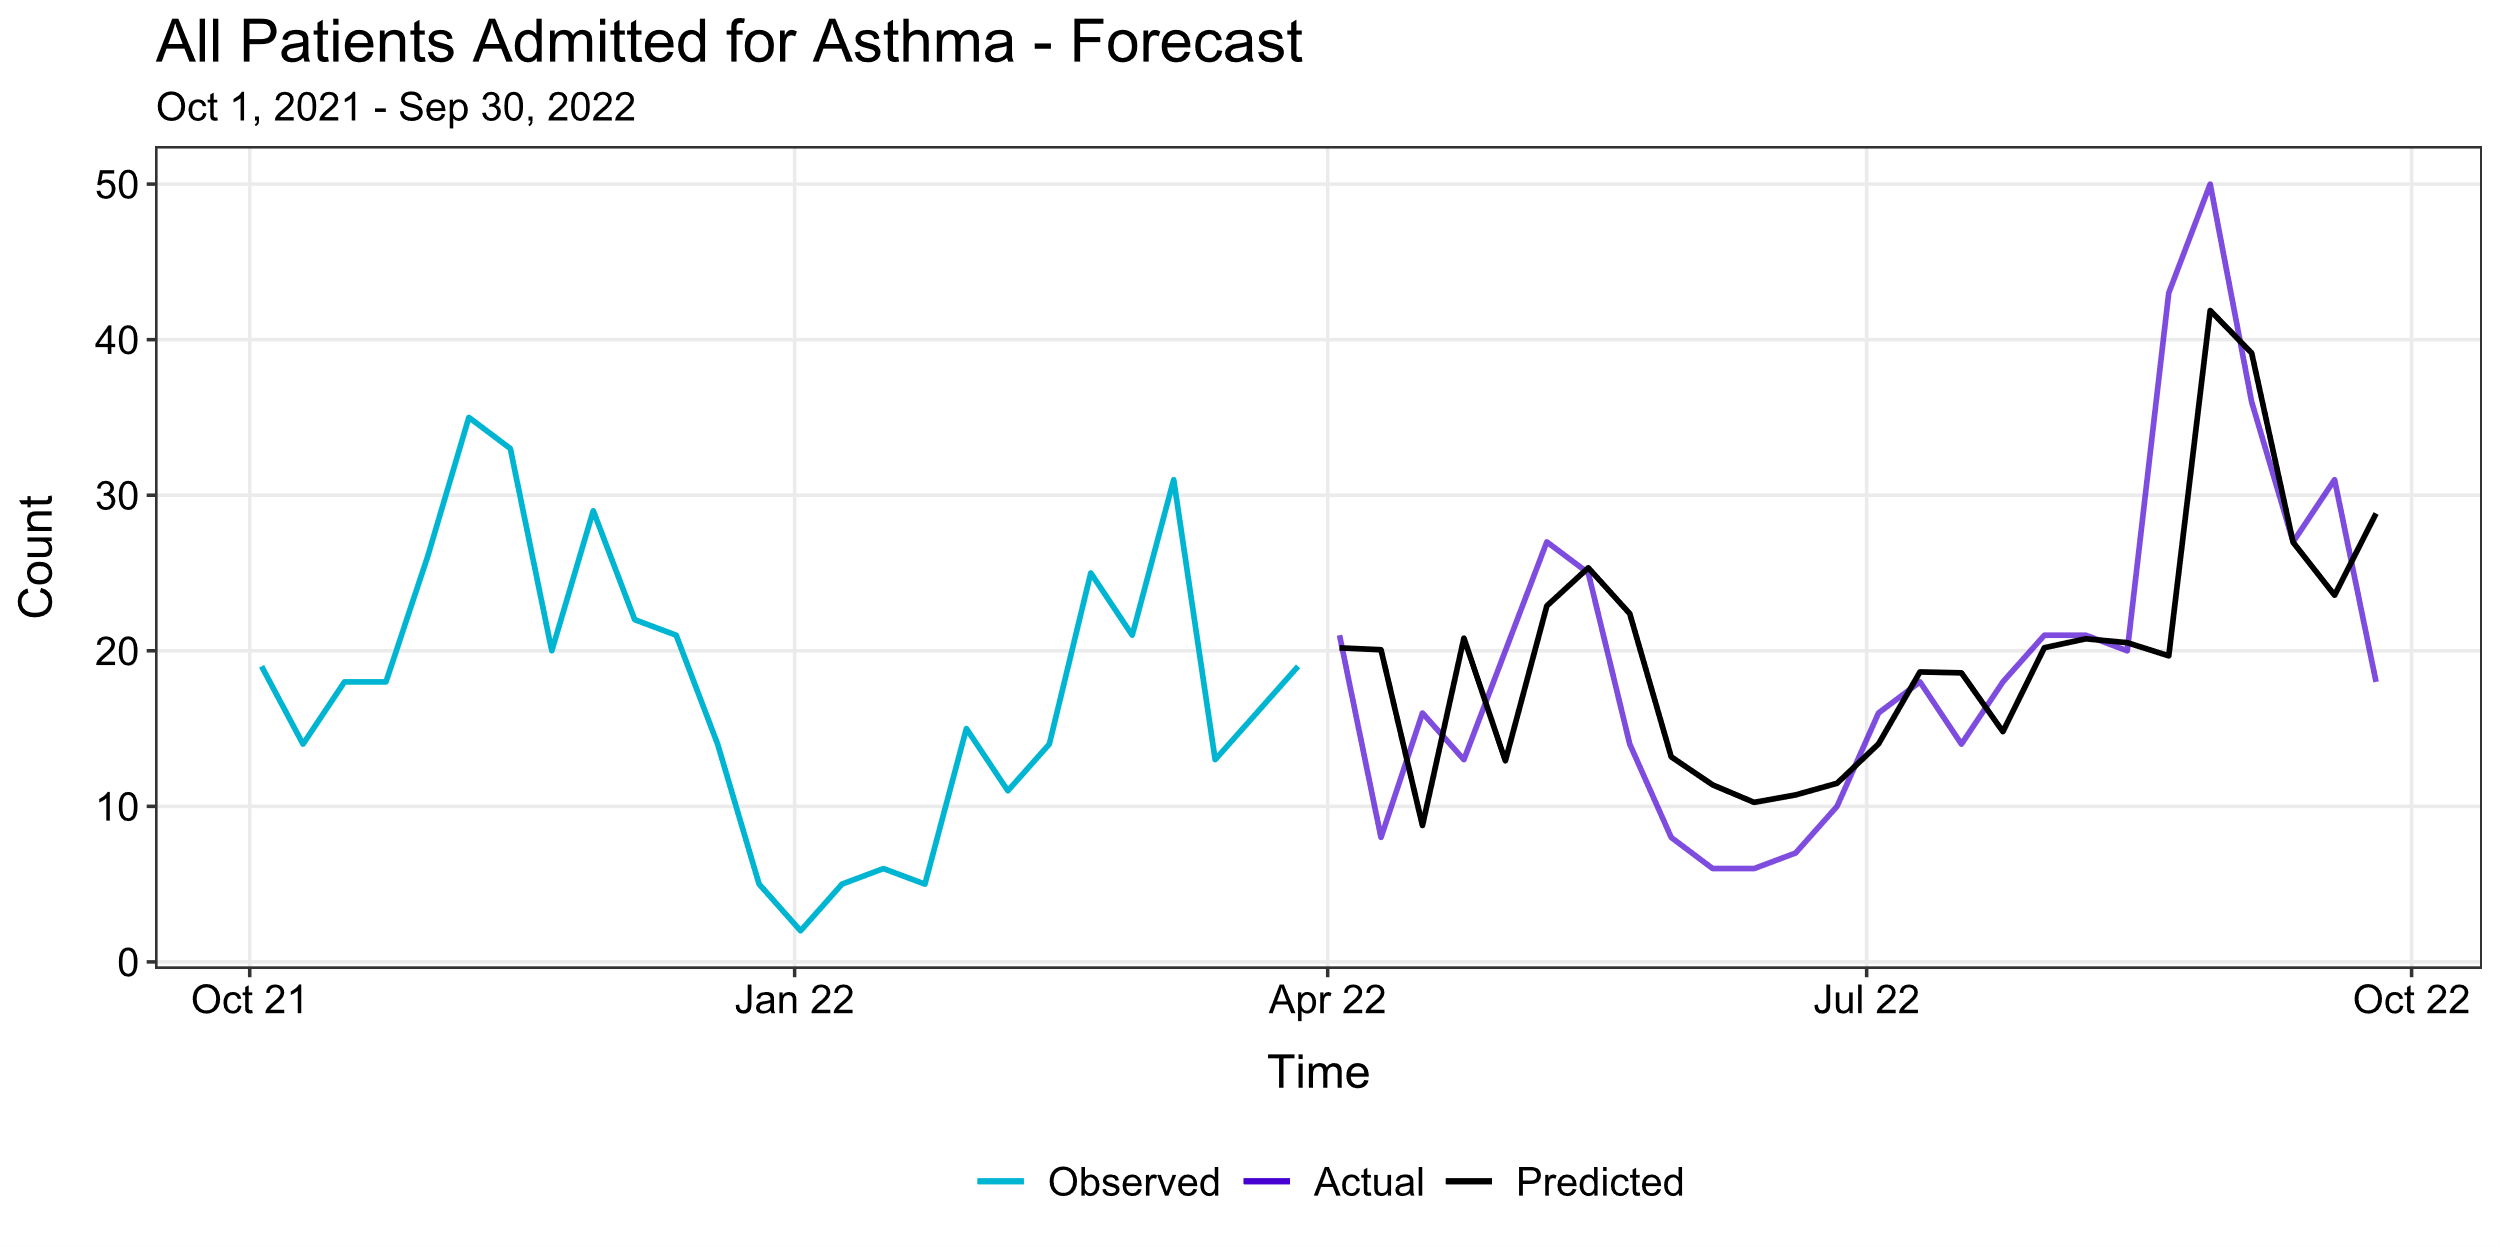 All Patients Admitted for Asthma - Forecast
Oct 1, 2021 - Sep 30, 2022
50
40
30
20
10
0
Count
Oct 21 Jan 22 Apr 22 Jul 22 Oct 22
Time
Observed Actual Predicted